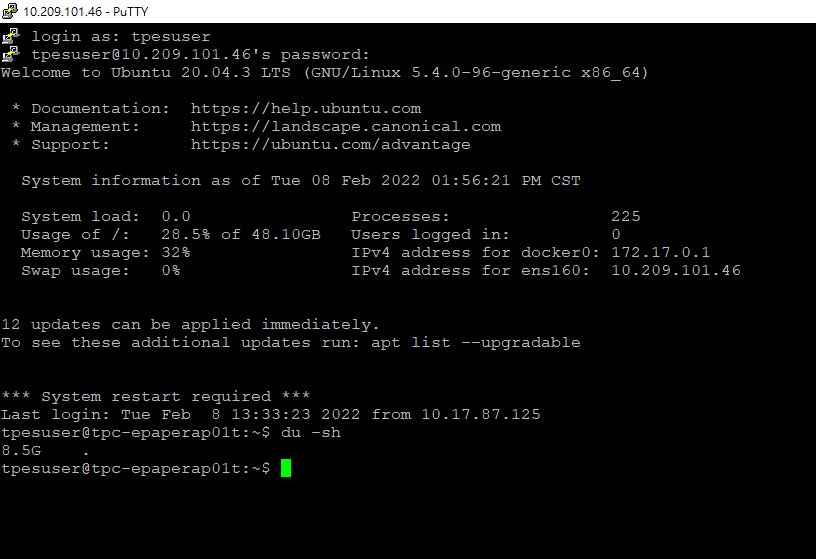 10.209.101.46 - PuTTY
login as: tpesuser
tpesuser@10.209.101.46's password:
Welcome to Ubuntu 20.04.3 LTS (GNU/Linux 5.4.0-96-generic x86_64)
* Documentation:  https://help.ubuntu.com
* Management:     https://landscape.canonical.com
* Support:        https://ubuntu.com/advantage
System information as of Tue 08 Feb 2022 01:56:21 PM CST
System load:  0.0                Processes:                225
Usage of /:   28.5% of 48.10GB   Users logged in:          0
Memory usage: 32%                IPv4 address for docker0: 172.17.0.1
Swap usage:   0%                 IPv4 address for ens160:  10.209.101.46
12 updates can be applied immediately.
To see these additional updates run: apt list --upgradable
*** System restart required ***
Last login: Tue Feb  8 13:33:23 2022 from 10.17.87.125
tpesuser@tpc-epaperap01t:~$ du -sh
8.5G    .
tpesuser@tpc-epaperap01t:~$